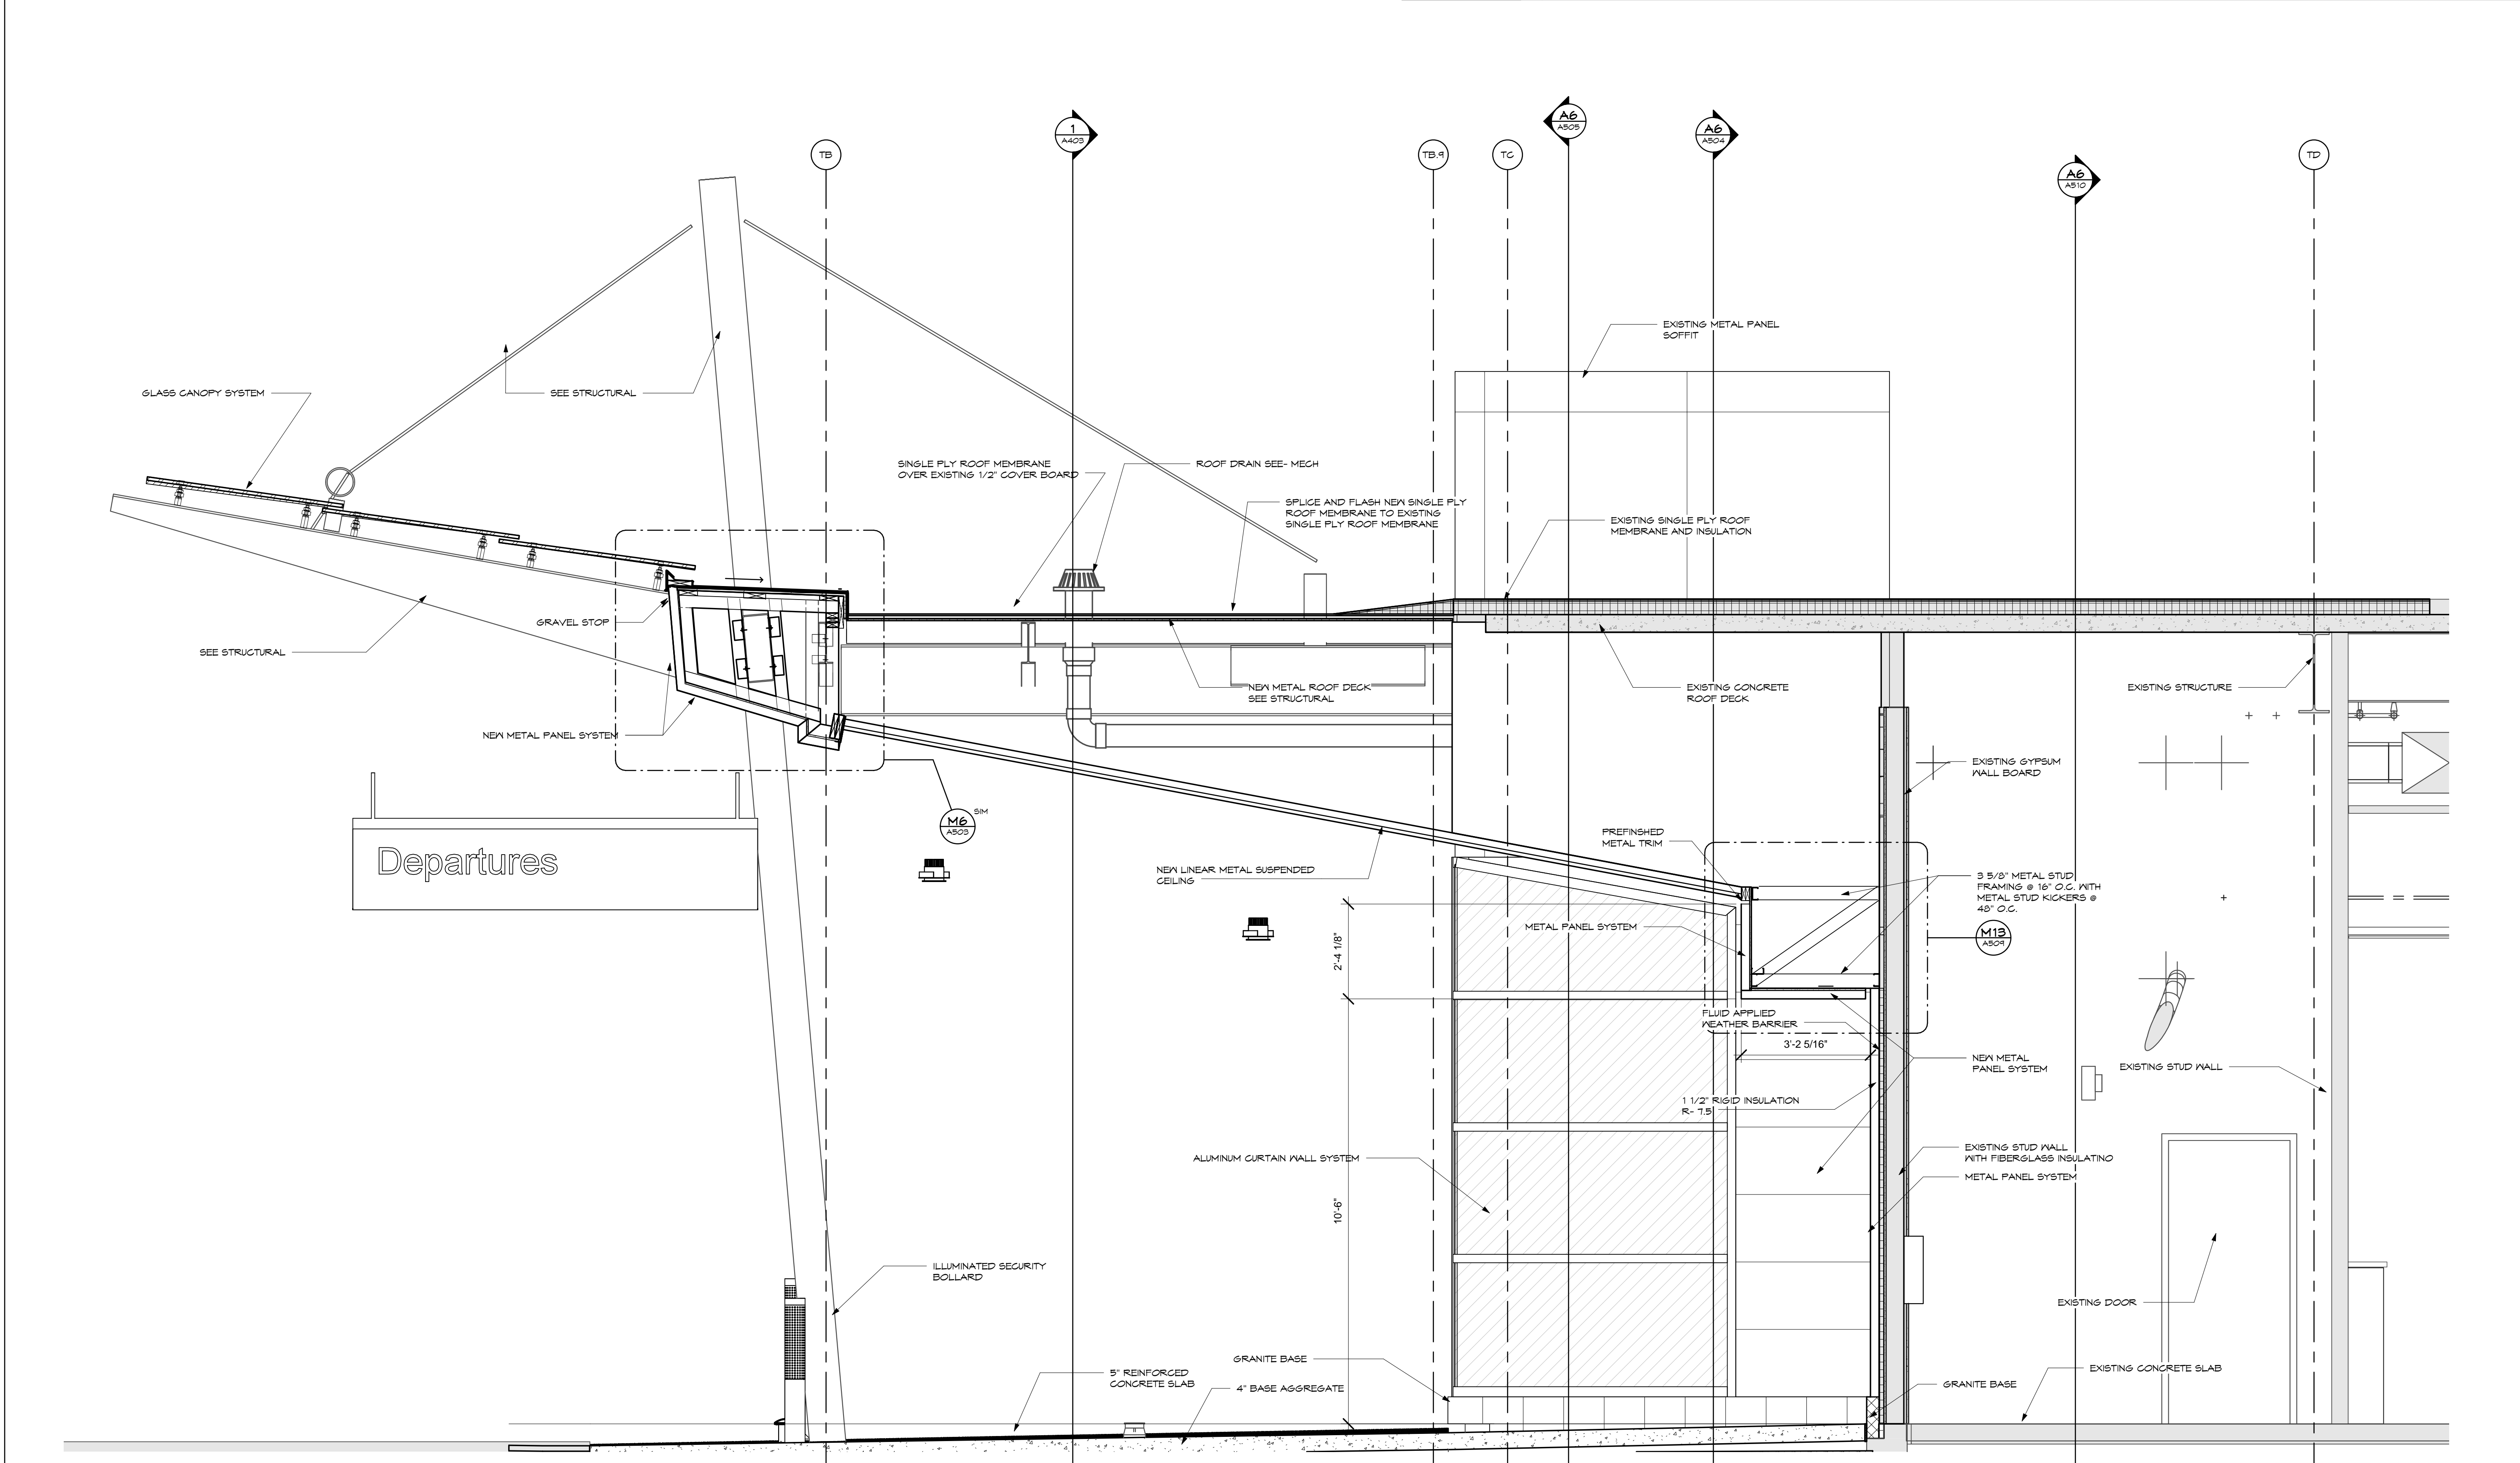 A6
A505
1
A403
A6
A504
TB
TB.9
TC
TD
A6
A510
EXISTING METAL PANEL
SOFFIT
GLASS CANOPY SYSTEM
SEE STRUCTURAL
SINGLE PLY ROOF MEMBRANE
OVER EXISTING 1/2" COVER BOARD
ROOF DRAIN SEE- MECH
SPLICE AND FLASH NEW SINGLE PLY
ROOF MEMBRANE TO EXISTING
SINGLE PLY ROOF MEMBRANE
EXISTING SINGLE PLY ROOF
MEMBRANE AND INSULATION
GRAVEL STOP
SEE STRUCTURAL
NEW METAL ROOF DECK
SEE STRUCTURAL
EXISTING CONCRETE
ROOF DECK
EXISTING STRUCTURE
NEW METAL PANEL SYSTEM
EXISTING GYPSUM
WALL BOARD
SIM
M6
A503
Departures
PREFINSHED
METAL TRIM
NEW LINEAR METAL SUSPENDED
CEILING
3 5/8" METAL STUD
FRAMING @ 16" O.C. WITH
METAL STUD KICKERS @
48" O.C.
METAL PANEL SYSTEM
M13
A509
2'-4 1/8"
FLUID APPLIED
WEATHER BARRIER
3'-2 5/16"
NEW METAL
PANEL SYSTEM
EXISTING STUD WALL
1 1/2" RIGID INSULATION
R- 7.5
ALUMINUM CURTAIN WALL SYSTEM
EXISTING STUD WALL
WITH FIBERGLASS INSULATINO
METAL PANEL SYSTEM
10'-6"
ILLUMINATED SECURITY
BOLLARD
EXISTING DOOR
GRANITE BASE
5" REINFORCED
CONCRETE SLAB
4" BASE AGGREGATE
EXISTING CONCRETE SLAB
GRANITE BASE